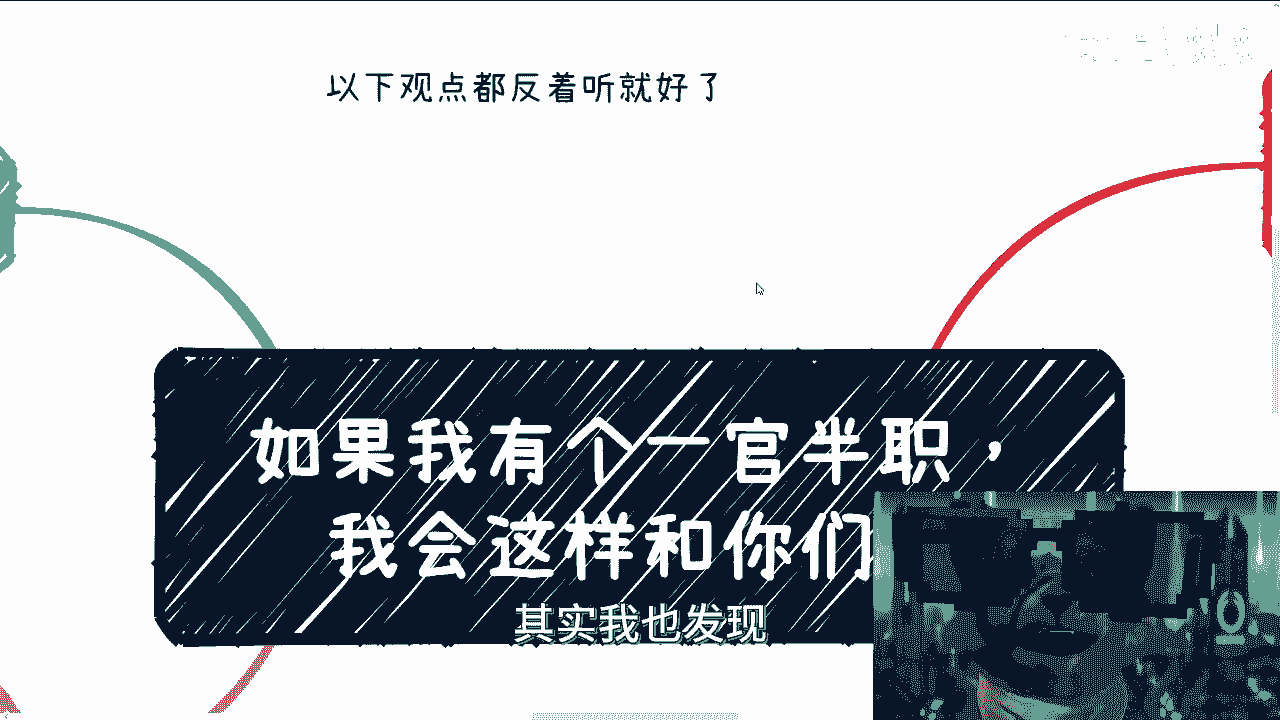 以下观点都反着听就好了
如果我有个一官半职，
我会这样和你们
其实我也发现